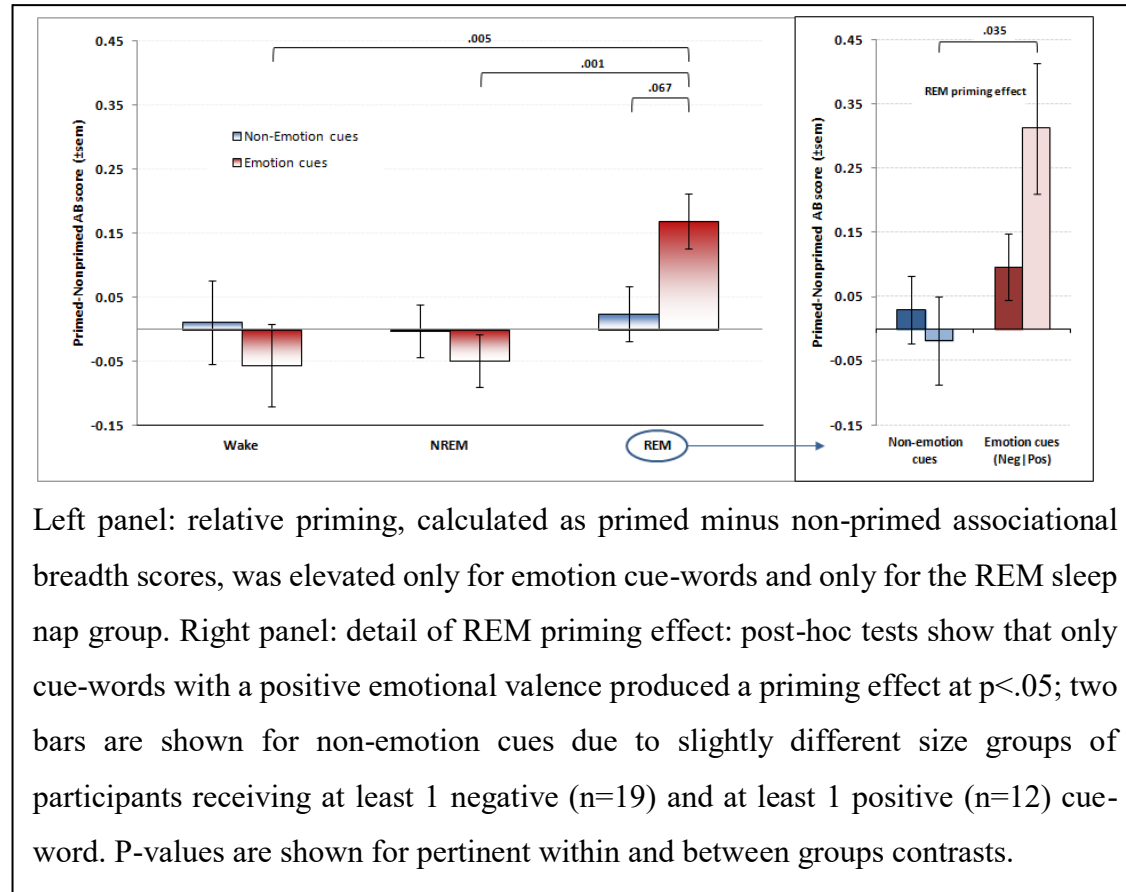 0.45
0.35
0.25
0.15
0.05
-0.05
-0.15
Primed-Nonprimed AB score (±sem)
.005
.001
.067
Non-Emotion cues
Emotion cues
Wake
NREM
REM
0.45
0.35
0.25
0.15
0.05
-0.05
-0.15
Primed-Nonprimed AB score (±sem)
.035
REM priming effect
Non-emotion
cues
Emotion cues
(Neg|Pos)
Left panel: relative priming, calculated as primed minus non-primed associational
breadth scores, was elevated only for emotion cue-words and only for the REM sleep
nap group. Right panel: detail of REM priming effect: post-hoc tests show that only
cue-words with a positive emotional valence produced a priming effect at p<.05; two
bars are shown for non-emotion cues due to slightly different size groups of
participants receiving at least 1 negative (n=19) and at least 1 positive (n=12) cue-
word. P-values are shown for pertinent within and between groups contrasts.